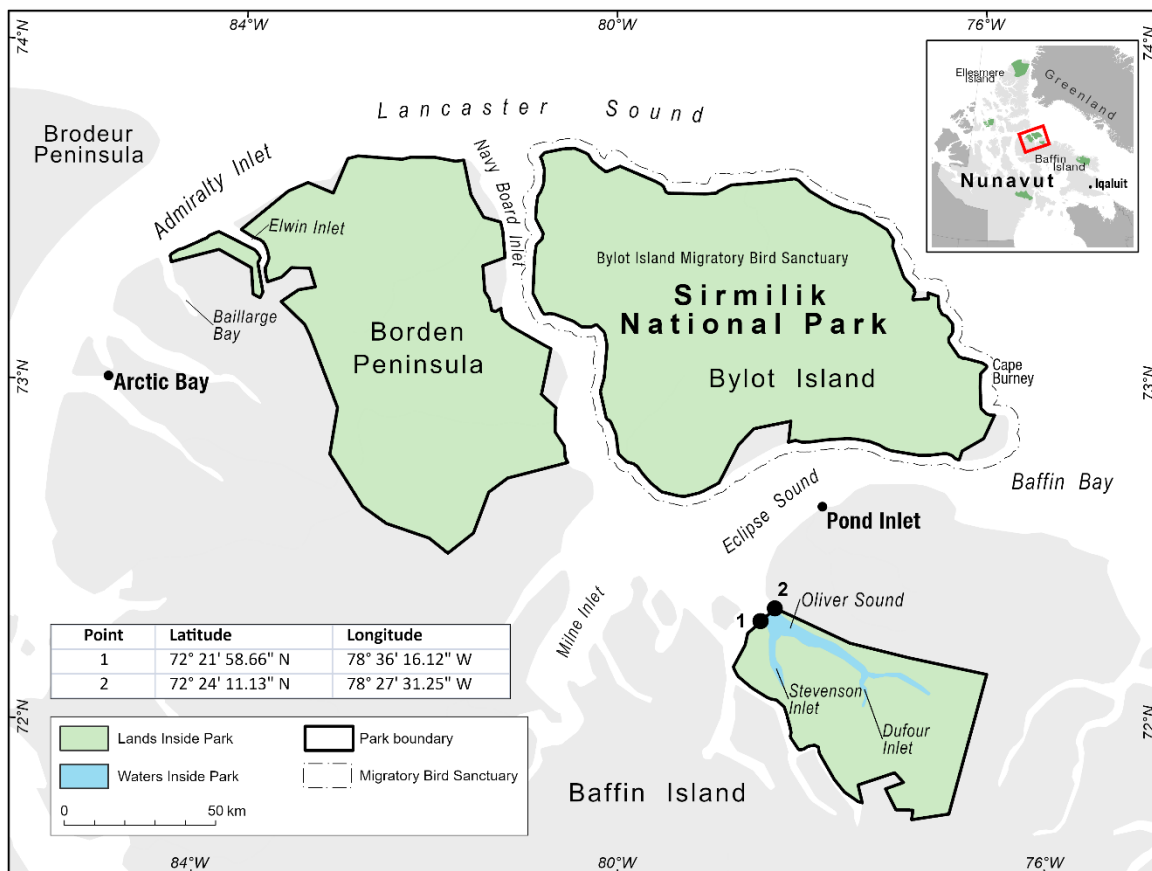 84°W
80°W
76°W
74°N
74°N
Ellesmere
Island
Greenland
Baffin
Island
Nunavut
Iqaluit
Lancaster Sound
Brodeur
Peninsula
Admiralty Inlet
Navy Board Inlet
Elwin Inlet
Bylot Island Migratory Bird Sanctuary
Sirmilik
National Park
Baillarge
Bay
Borden
Peninsula
Bylot Island
Cape
Burney
73°N
73°N
Arctic Bay
Baffin Bay
Eclipse Sound
Pond Inlet
Milne Inlet
2
1
Oliver Sound
Stevenson
Inlet
Dufour
Inlet
Point Latitude Longitude
1 72° 21' 58.66" N 78° 36' 16.12" W
2 72° 24' 11.13" N 78° 27' 31.25" W
72°N
72°N
Lands Inside Park Park boundary
Waters Inside Park Migratory Bird Sanctuary
0 50 km
Baffin Island
84°W
80°W
76°W